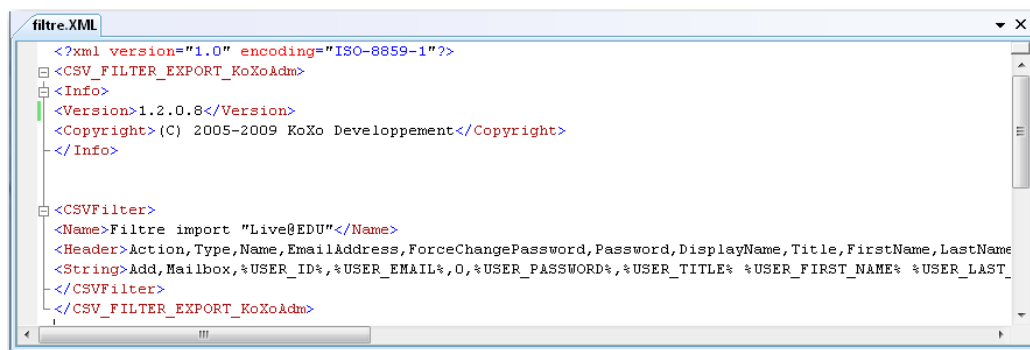 filtre.XML
<?xml version="1.0" encoding="ISO-8859-1"?>
<CSV_FILTER_EXPORT_KoXoAdm>
<Info>
<Version>1.2.0.8</Version>
<Copyright>(C) 2005-2009 KoXo Developpement</Copyright>
</Info>
<CSVFilter>
<Name>Filtre import "Live@EDU"</Name>
<Header>Action,Type,Name,EmailAddress,ForceChangePassword,Password,DisplayName,Title,FirstName,LastName
<String>Add,Mailbox,%USER_ID%,%USER_EMAIL%,0,%USER_PASSWORD%,%USER_TITLE% %USER_FIRST_NAME% %USER_LAST_
</CSVFilter>
</CSV_FILTER_EXPORT_KoXoAdm>